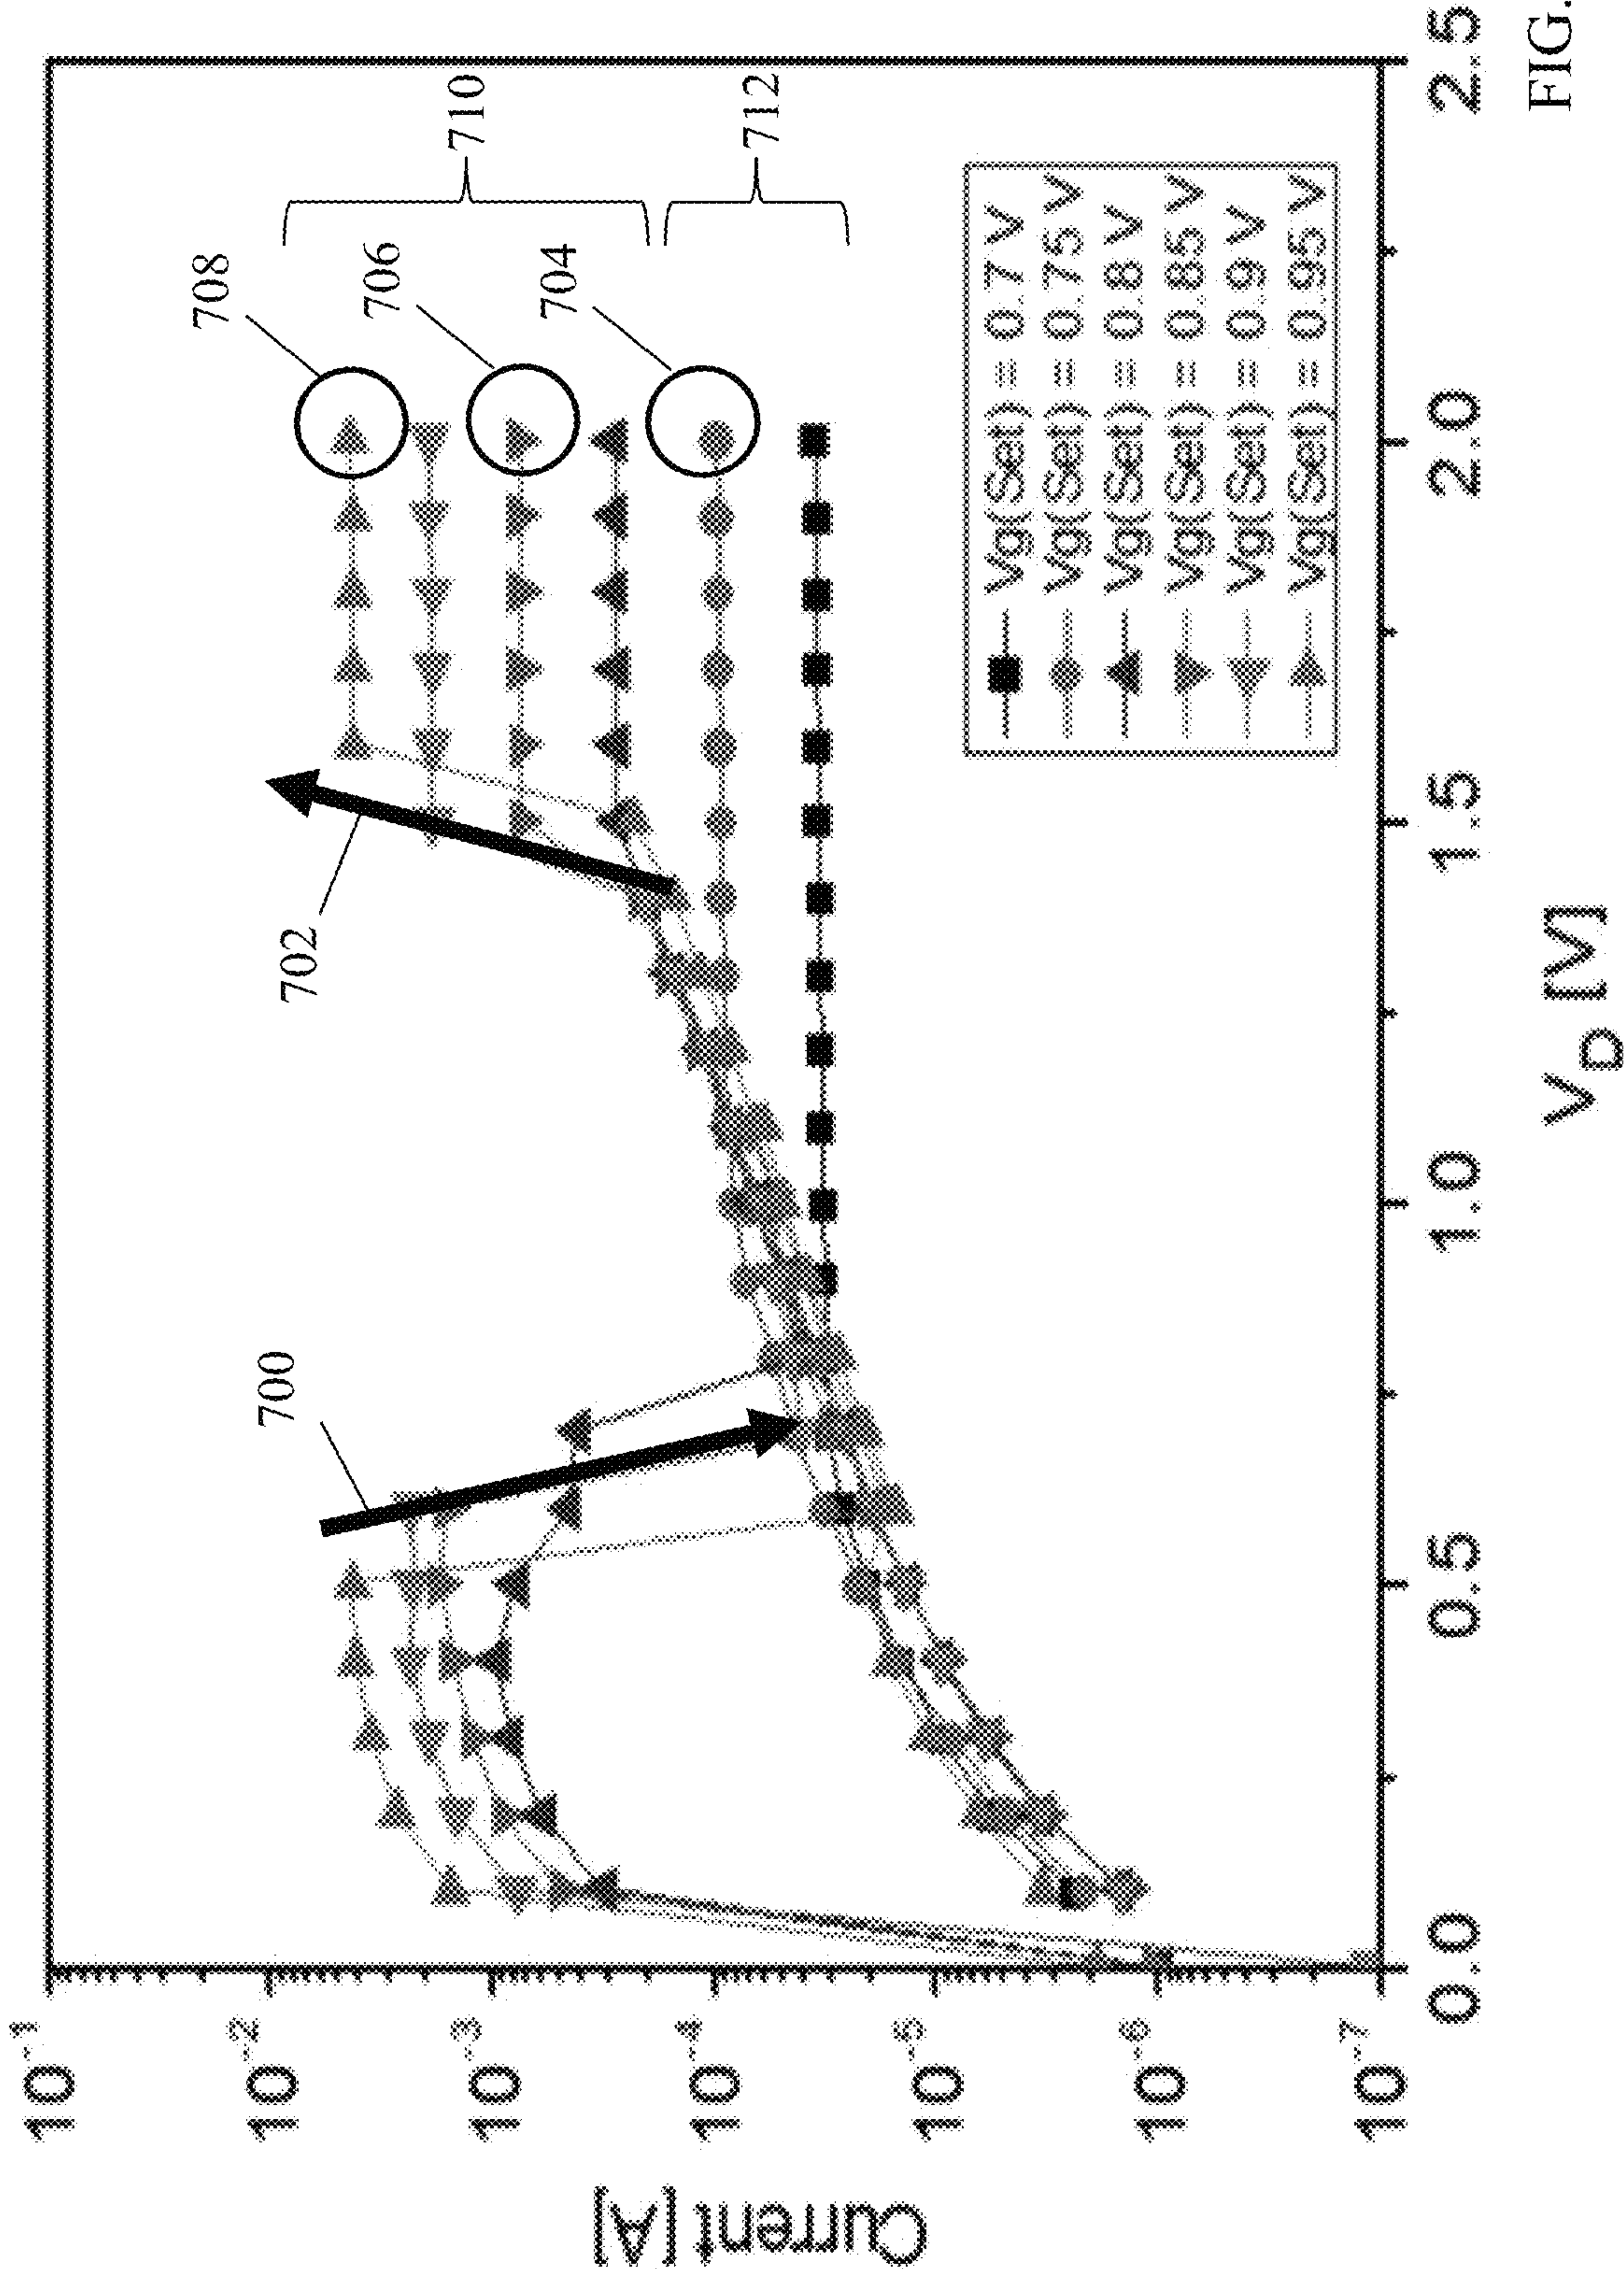 Current [A]
10⁻¹
10⁻²
10⁻³
10⁻⁴
10⁻⁵
10⁻⁶
10⁻⁷
0.0
0.5
1.0
1.5
2.0
2.5
V_D [V]
700
702
708
706
704
710
712
Vg(Set) = 0.7 V
Vg(Set) = 0.75 V
Vg(Set) = 0.8 V
Vg(Set) = 0.85 V
Vg(Set) = 0.9 V
Vg(Set) = 0.95 V
FIG.